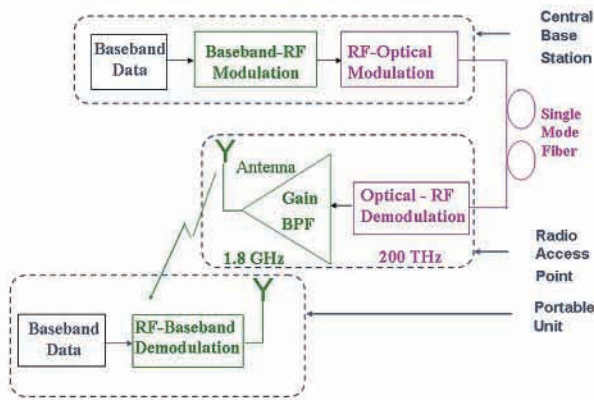 Central
Base
Station
Baseband
Data
Baseband-RF
Modulation
RF-Optical
Modulation
Single
Mode
Fiber
Antenna
Gain
BPF
Optical - RF
Demodulation
1.8 GHz
200 THz
Radio
Access
Point
Baseband
Data
RF-Baseband
Demodulation
Portable
Unit